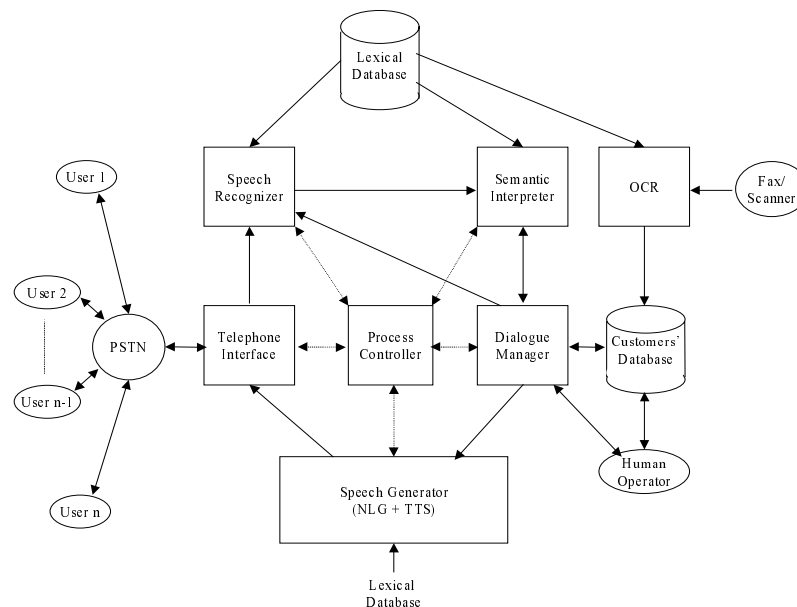 Lexical
Database
Speech
Recognizer
Semantic
Interpreter
OCR
Fax/
Scanner
User 1
User 2
PSTN
User n-1
User n
Telephone
Interface
Process
Controller
Dialogue
Manager
Customers’
Database
Human
Operator
Speech Generator
(NLG + TTS)
Lexical
Database